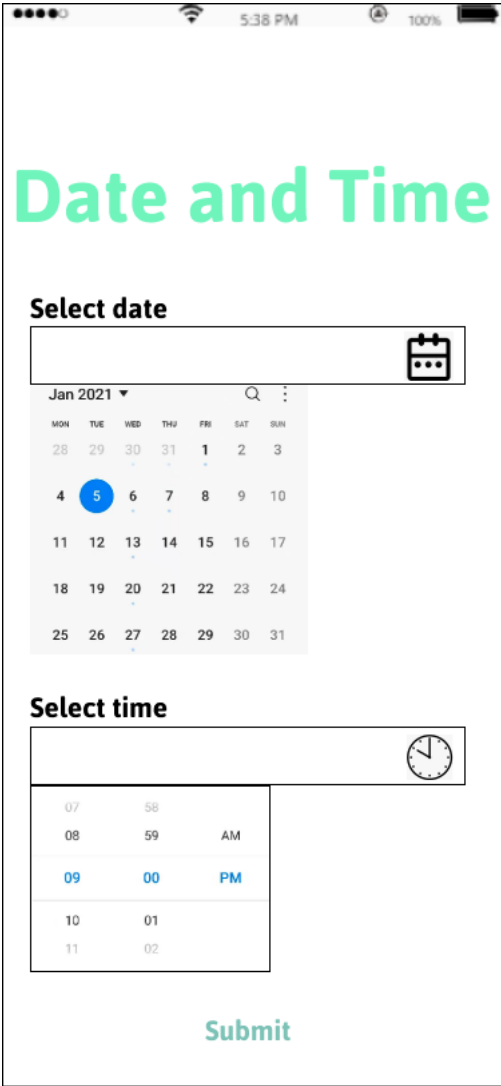 5:38 PM 100%
Date and Time
Select date
Jan 2021
MON TUE WED THU FRI SAT SUN
28 29 30 31 1 2 3
4 5 6 7 8 9 10
11 12 13 14 15 16 17
18 19 20 21 22 23 24
25 26 27 28 29 30 31
Select time
07 58
08 59 AM
09 00 PM
10 01
11 02
Submit